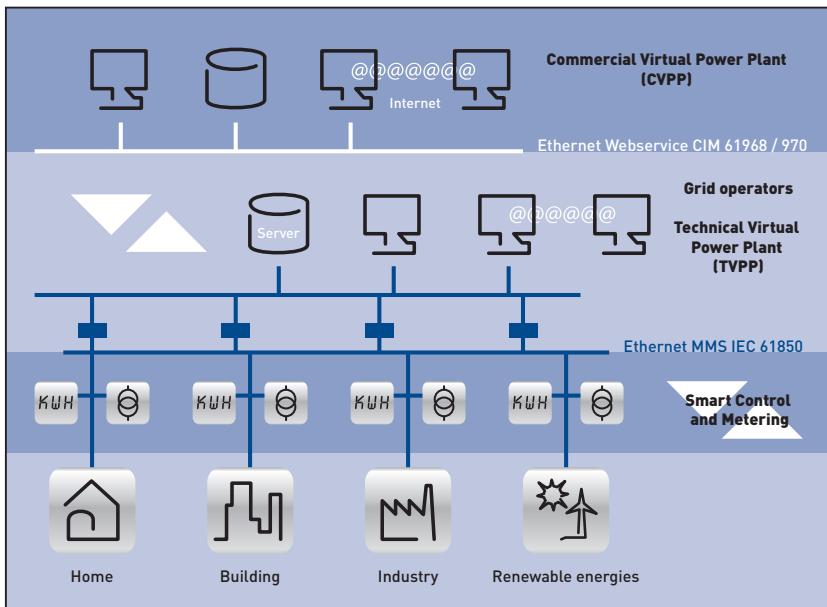 Commercial Virtual Power Plant
(CVPP)
@@@@@@@
Internet
Ethernet Webservice CIM 61968 / 970
Grid operators
@@@@@@
Server
Technical Virtual
Power Plant
(TVPP)
Ethernet MMS IEC 61850
KWH
KWH
KWH
KWH
Smart Control
and Metering
Home
Building
Industry
Renewable energies